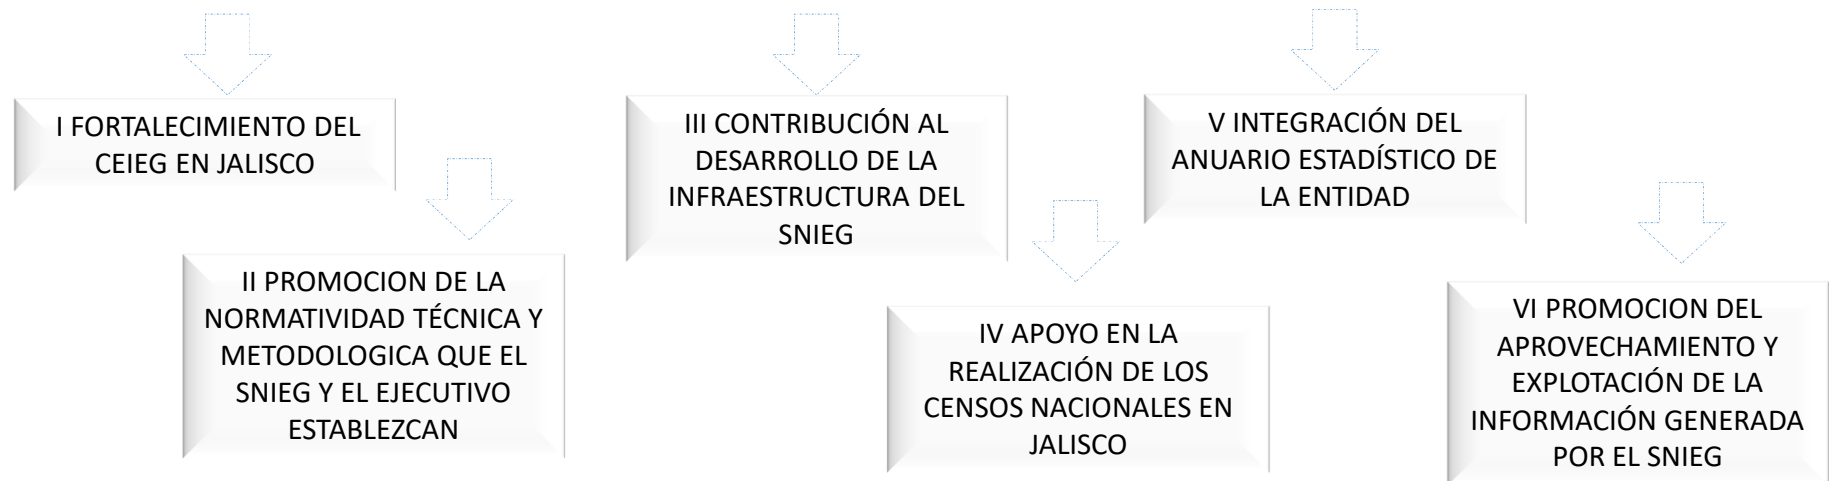 I FORTALECIMIENTO DEL
CEIEG EN JALISCO
II PROMOCION DE LA
NORMATIVIDAD TÉCNICA Y
METODOLOGICA QUE EL
SNIEG Y EL EJECUTIVO
ESTABLEZCAN
III CONTRIBUCIÓN AL
DESARROLLO DE LA
INFRAESTRUCTURA DEL
SNIEG
IV APOYO EN LA
REALIZACIÓN DE LOS
CENSOS NACIONALES EN
JALISCO
V INTEGRACIÓN DEL
ANUARIO ESTADÍSTICO DE
LA ENTIDAD
VI PROMOCION DEL
APROVECHAMIENTO Y
EXPLOTACIÓN DE LA
INFORMACIÓN GENERADA
POR EL SNIEG